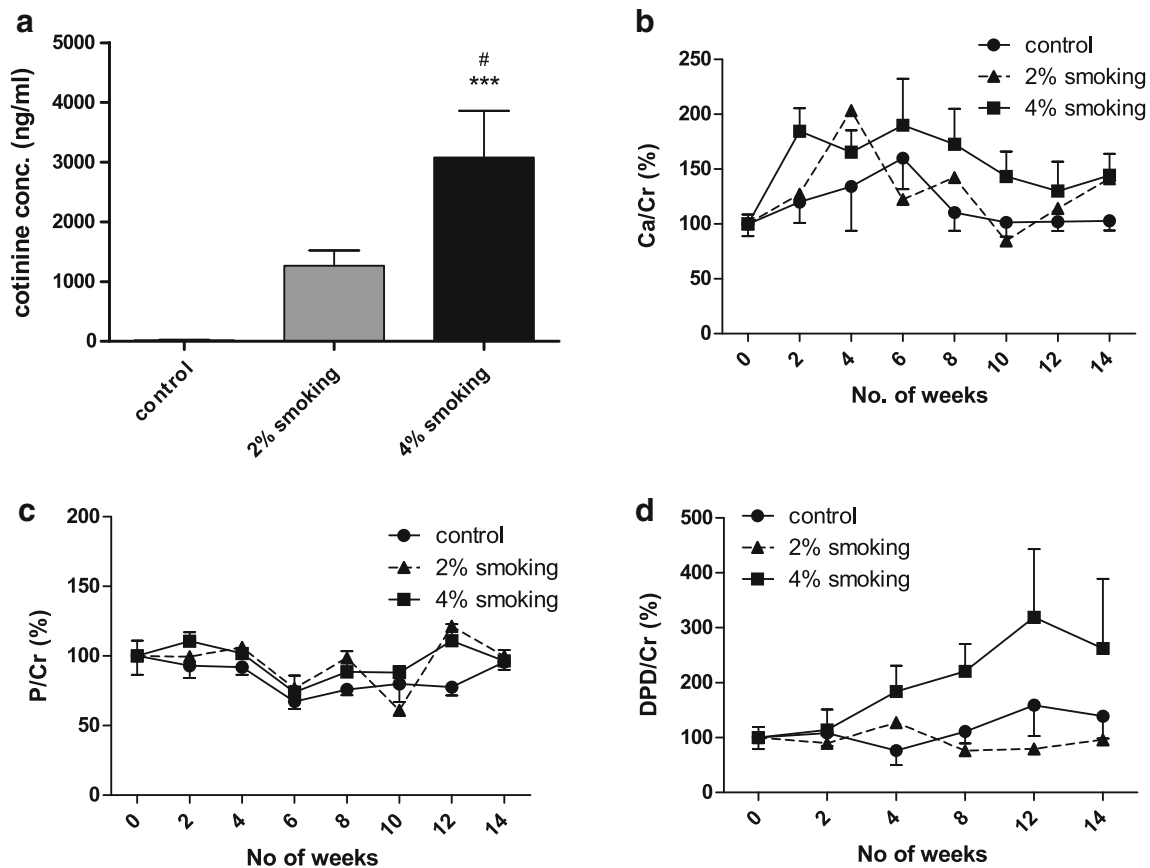 a
cotinine conc. (ng/ml)
5000
4000
3000
2000
1000
0
#
***
control
2% smoking
4% smoking
b
control
2% smoking
4% smoking
Ca/Cr (%)
250
200
150
100
50
0
0 2 4 6 8 10 12 14
No. of weeks
c
control
2% smoking
4% smoking
P/Cr (%)
200
150
100
50
0
0 2 4 6 8 10 12 14
No of weeks
d
control
2% smoking
4% smoking
DPD/Cr (%)
500
400
300
200
100
0
0 2 4 8 12 14
No. of weeks